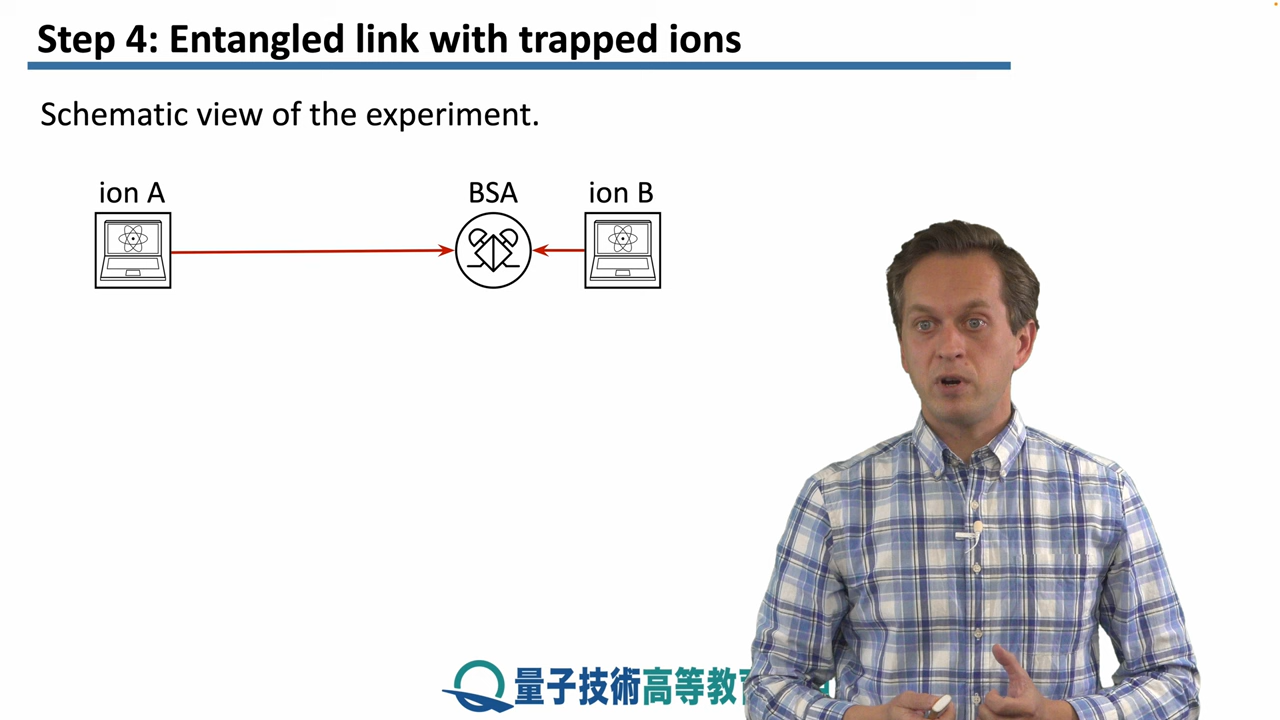 Step 4: Entangled link with trapped ions
Schematic view of the experiment.
ion A
BSA
ion B
量子技術高等教